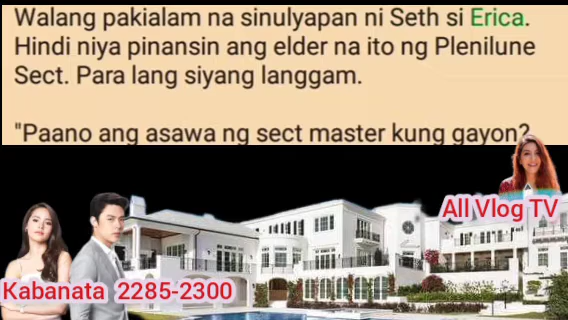 Walang pakialam na sinulyapan ni Seth si Erica.
Hindi niya pinansin ang elder na ito ng Plenilune
Sect. Para lang siyang langgam.
"Paano ang asawa ng sect master kung gayon?
All Vlog TV
Kabanata 2285-2300